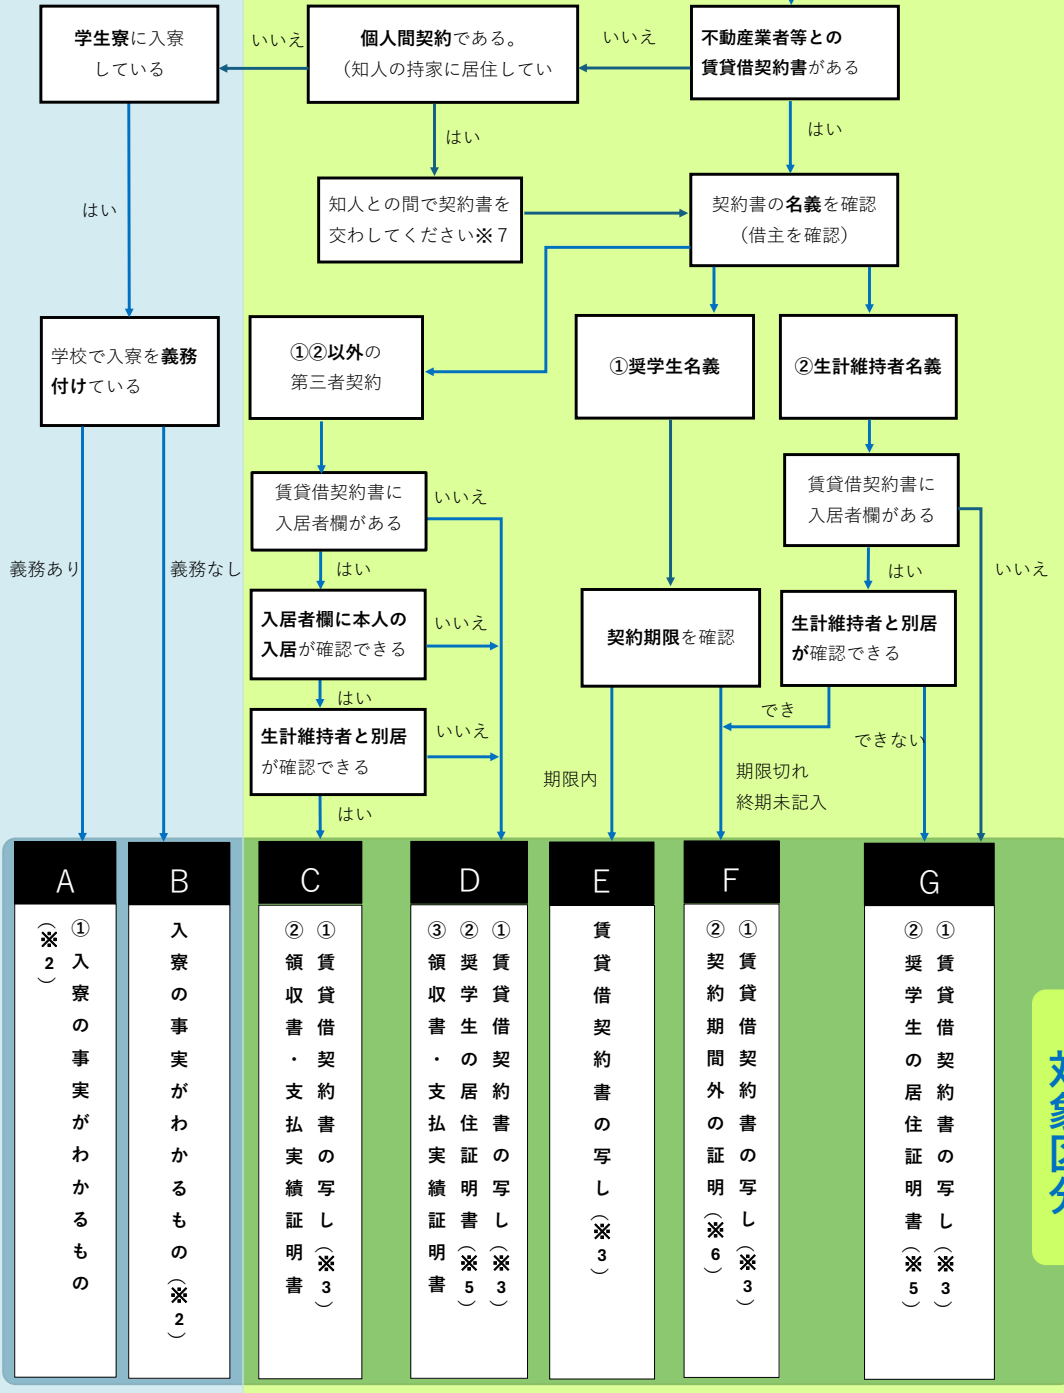 学生寮に入寮
している
いいえ
個人間契約である。
（知人の持家に居住してい
いいえ
不動産業者等との
賃貸借契約書がある
はい
はい
はい
知人との間で契約書を
交わしてください※７
契約書の名義を確認
（借主を確認）
学校で入寮を義務
付けている
①②以外の
第三者契約
①奨学生名義
②生計維持者名義
賃貸借契約書に
入居者欄がある
いいえ
賃貸借契約書に
入居者欄がある
義務あり
義務なし
はい
はい
いいえ
入居者欄に本人の
入居が確認できる
いいえ
契約期限を確認
生計維持者と別居
が確認できる
はい
生計維持者と別居
が確認できる
いいえ
でき
できない
期限内
期限切れ
終期未記入
はい
A
①入寮の事実がわかるもの
（※2）
B
入寮の事実がわかるもの（※2）
C
①賃貸借契約書の写し（※3）
②領収書・支払実績証明書
D
①賃貸借契約書の写し（※3）
②奨学生の居住証明書（※5）
③領収書・支払実績証明書
E
賃貸借契約書の写し（※3）
F
①賃貸借契約書の写し（※3）
②契約期間外の証明（※6）
G
①賃貸借契約書の写し（※3）
②奨学生の居住証明書（※5）
対象区分